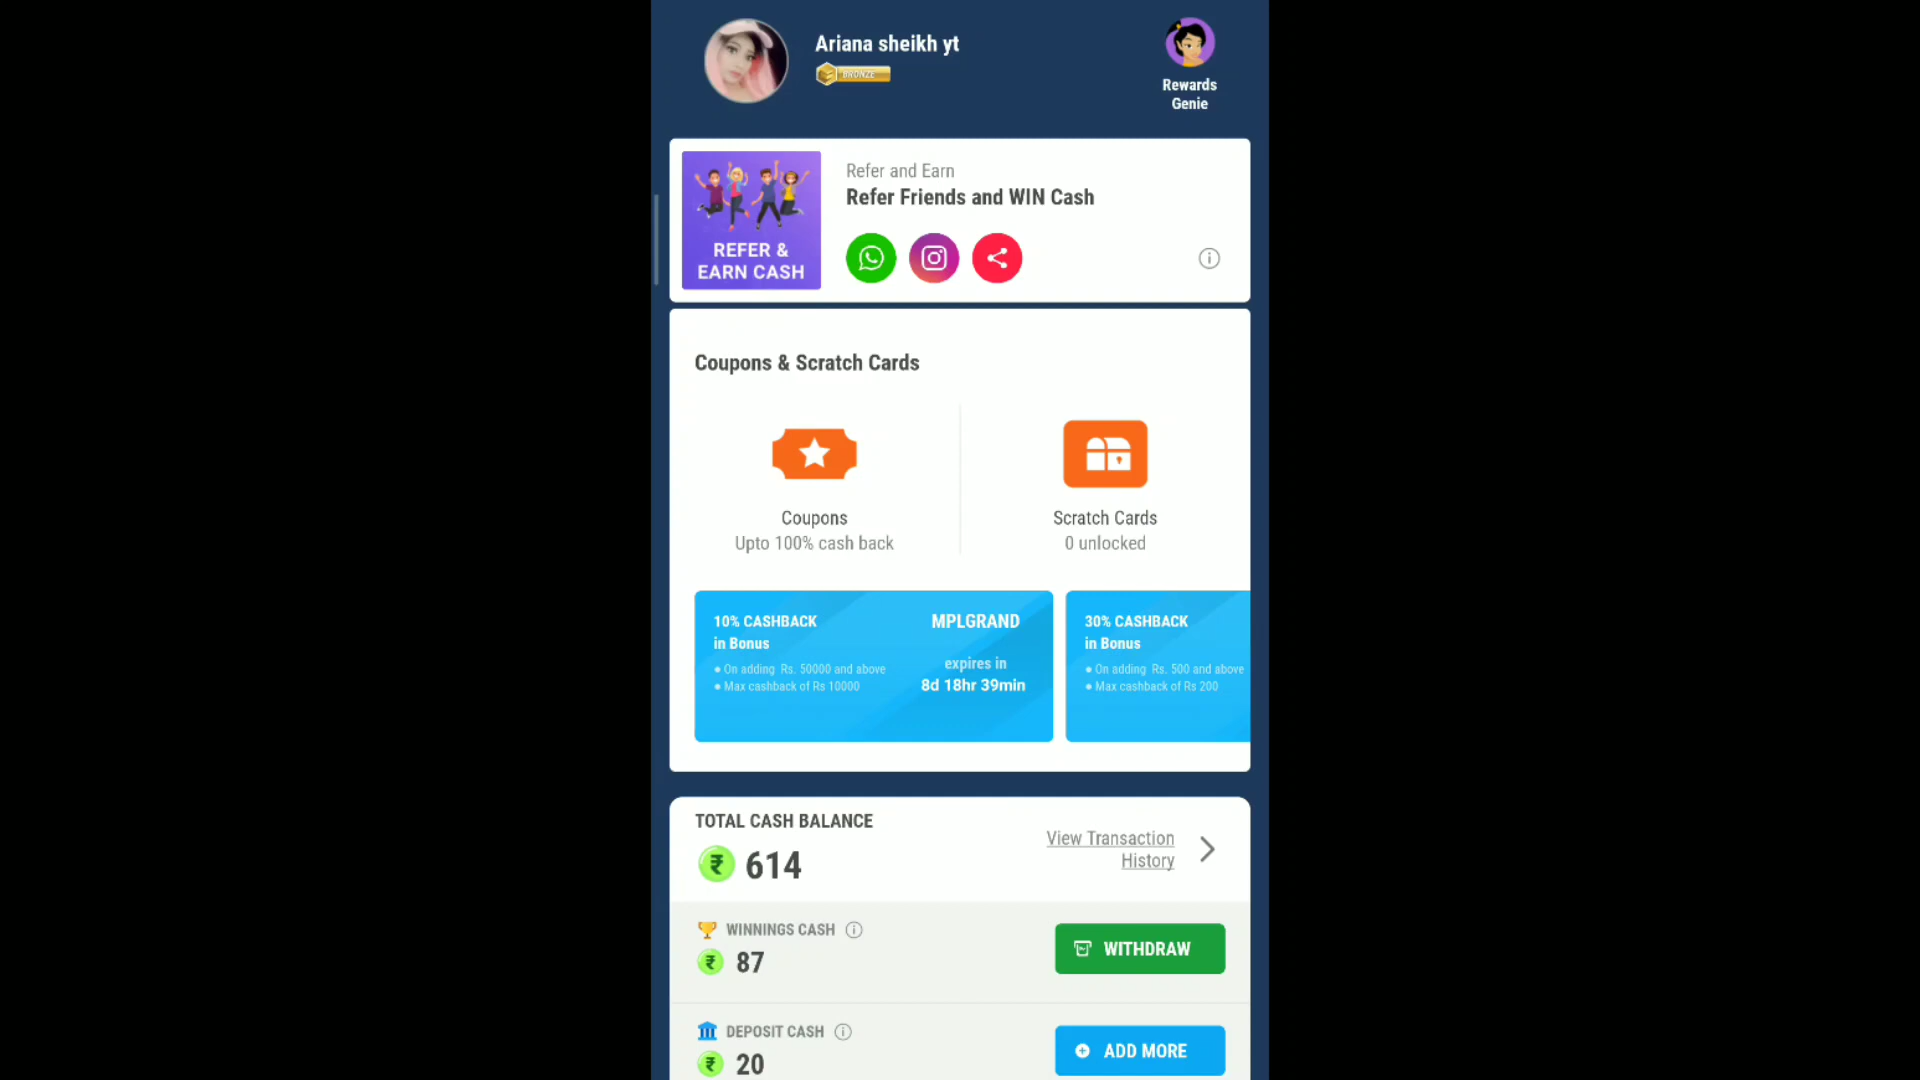 Ariana sheikh yt
BRONZE
Rewards
Genie
REFER &
EARN CASH
Refer and Earn
Refer Friends and WIN Cash
Coupons & Scratch Cards
Coupons
Upto 100% cash back
Scratch Cards
0 unlocked
10% CASHBACK
in Bonus
• On adding Rs. 50000 and above
• Max cashback of Rs 10000
MPLGRAND
expires in
8d 18hr 39min
30% CASHBACK
in Bonus
• On adding Rs. 500 and above
• Max cashback of Rs 200
TOTAL CASH BALANCE
₹ 614
View Transaction
History
WINNINGS CASH
₹ 87
WITHDRAW
DEPOSIT CASH
₹ 20
ADD MORE